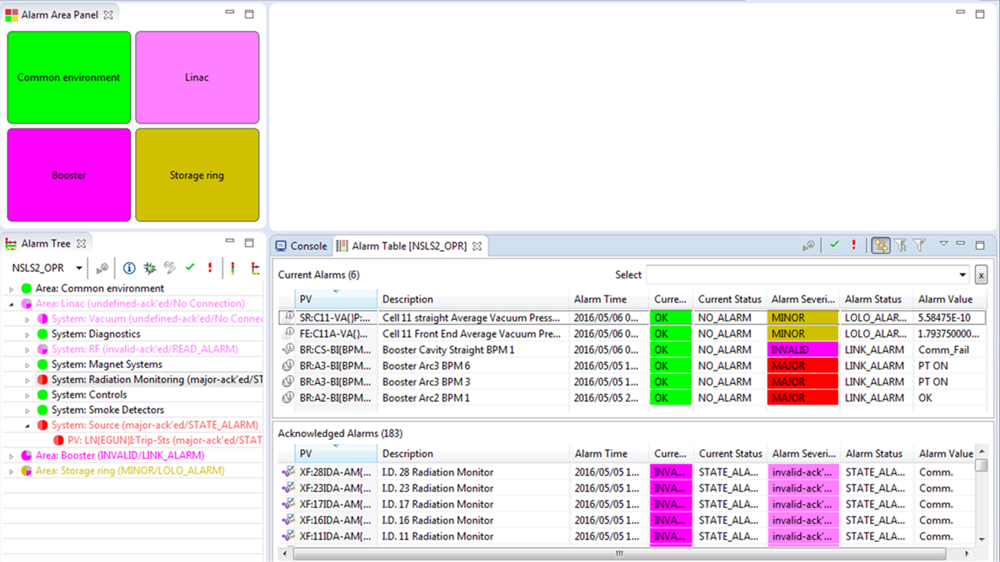 Alarm Area Panel
Common environment
Linac
Booster
Storage ring
Alarm Tree
NSLS2_OPR
Area: Common environment
Area: Linac (undefined-ack'ed/No Connection)
System: Vacuum (undefined-ack'ed/No Connec
System: Diagnostics
System: RF (invalid-ack'ed/READ_ALARM)
System: Magnet Systems
System: Radiation Monitoring (major-ack'ed/ST
System: Controls
System: Smoke Detectors
System: Source (major-ack'ed/STATE_ALARM)
PV: LN{EGUN}I:Trip-Sts (major-ack'ed/STAT
Area: Booster (INVALID/LINK_ALARM)
Area: Storage ring (MINOR/LOLO_ALARM)
Console Alarm Table [NSLS2_OPR]
Current Alarms (6) Select x
PV Description Alarm Time Curre... Current Status Alarm Severi... Alarm Status Alarm Value
SR:C11-VA{}P:... Cell 11 straight Average Vacuum Press... 2016/05/06 0... OK NO_ALARM MINOR LOLO_ALAR... 5.58475E-10
FE:C11A-VA{}... Cell 11 Front End Average Vacuum Pre... 2016/05/06 0... OK NO_ALARM MINOR LOLO_ALAR... 1.793750000...
BR:CS-BI{BPM... Booster Cavity Straight BPM 1 2016/05/06 0... OK NO_ALARM INVALID LINK_ALARM Comm_Fail
BR:A3-BI{BPM... Booster Arc3 BPM 6 2016/05/05 1... OK NO_ALARM MAJOR LINK_ALARM PT ON
BR:A3-BI{BPM... Booster Arc3 BPM 3 2016/05/05 1... OK NO_ALARM MAJOR LINK_ALARM PT ON
BR:A2-BI{BPM... Booster Arc2 BPM 1 2016/05/05 2... OK NO_ALARM MAJOR LINK_ALARM OK
Acknowledged Alarms (183)
PV Description Alarm Time Curre... Current Status Alarm Severi... Alarm Status Alarm Value
XF:28IDA-AM{... I.D. 28 Radiation Monitor 2016/05/05 1... INVA... STATE_ALA... invalid-ack'... STATE_ALA... Comm.
XF:23IDA-AM{... I.D. 23 Radiation Monitor 2016/05/05 1... INVA... STATE_ALA... invalid-ack'... STATE_ALA... Comm.
XF:17IDA-AM{... I.D. 17 Radiation Monitor 2016/05/05 1... INVA... STATE_ALA... invalid-ack'... STATE_ALA... Comm.
XF:16IDA-AM{... I.D. 16 Radiation Monitor 2016/05/05 1... INVA... STATE_ALA... invalid-ack'... STATE_ALA... Comm.
XF:11IDA-AM{... I.D. 11 Radiation Monitor 2016/05/05 1... INVA... STATE_ALA... invalid-ack'... STATE_ALA... Comm.